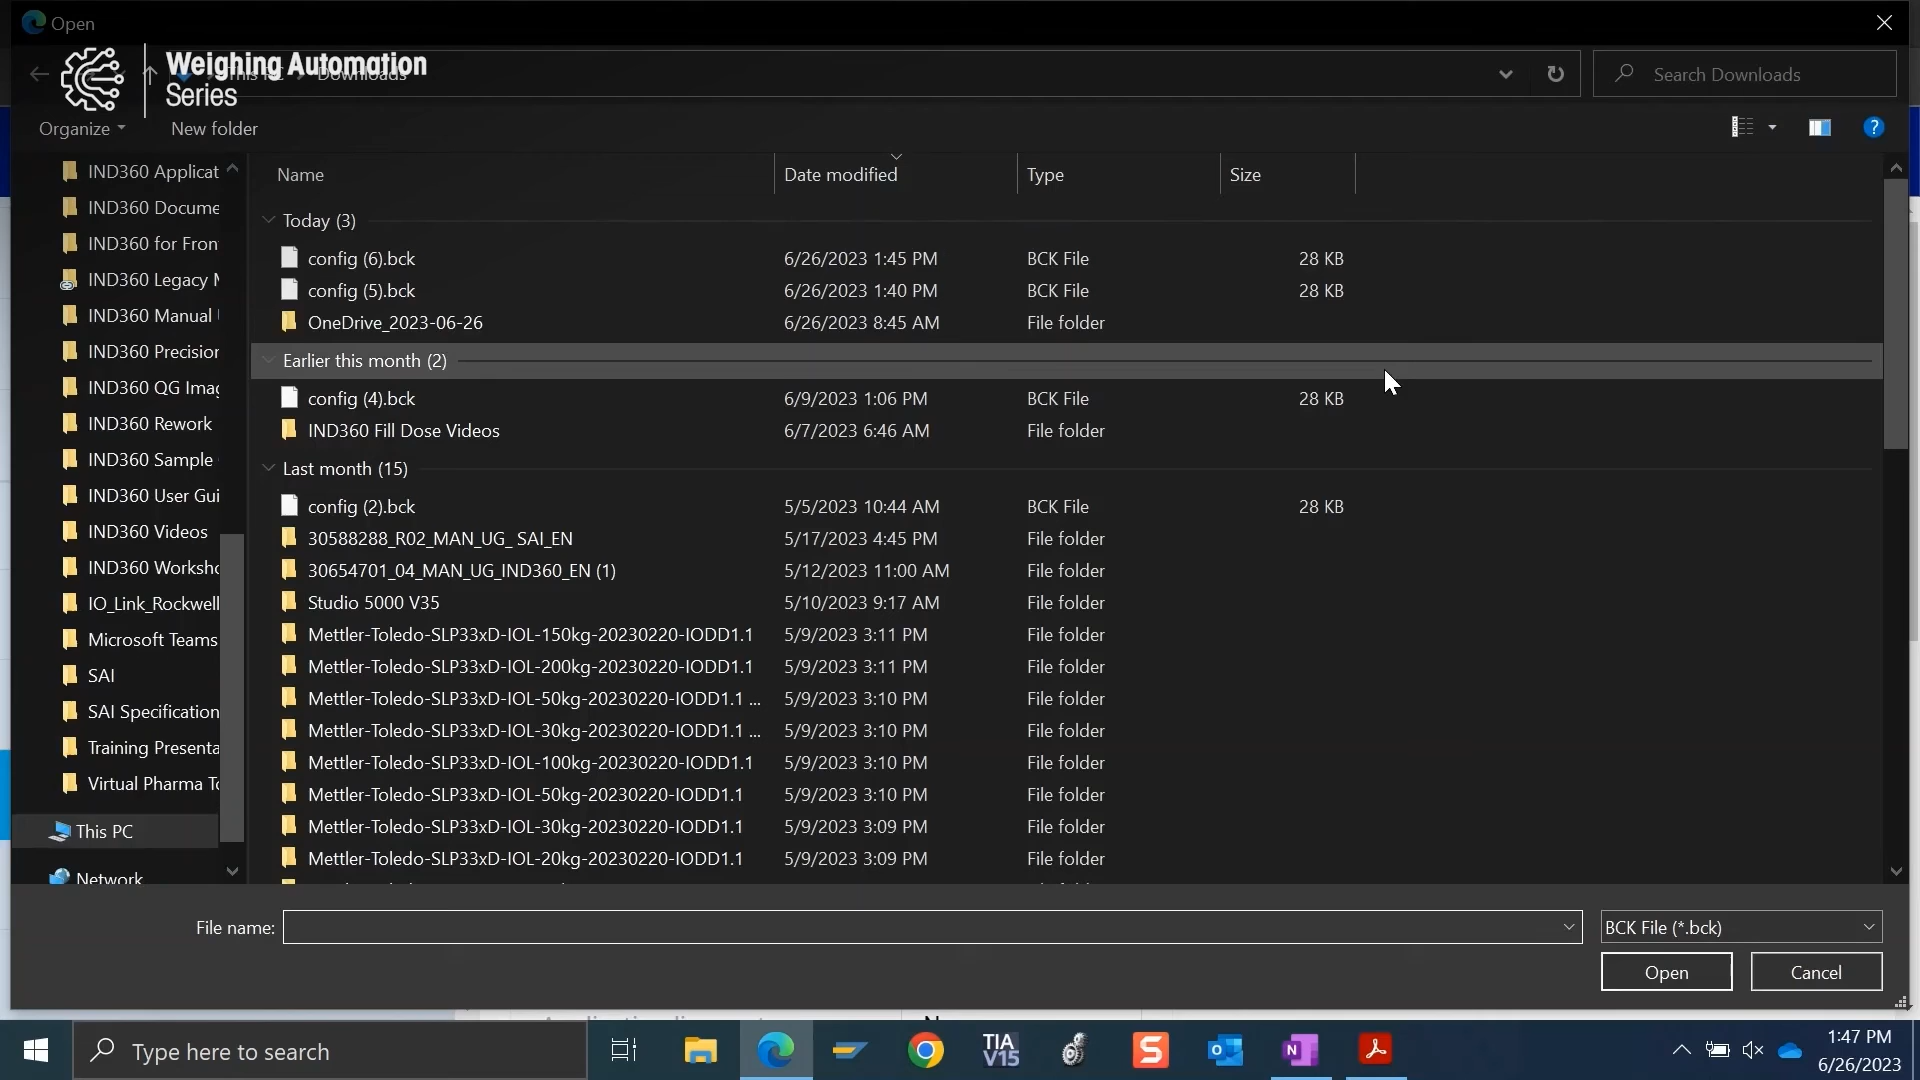 Open
Weighing Automation
Series
This PC
Downloads
Search Downloads
Organize
New folder
IND360 Applicat
IND360 Docume
IND360 for Fron
IND360 Legacy M
IND360 Manual
IND360 Precision
IND360 QG Imag
IND360 Rework
IND360 Sample
IND360 User Gui
IND360 Videos
IND360 Worksho
IO_Link_Rockwell
Microsoft Teams
SAI
SAI Specification
Training Presenta
Virtual Pharma To
This PC
Network
Name Date modified Type Size
Today (3)
config (6).bck 6/26/2023 1:45 PM BCK File 28 KB
config (5).bck 6/26/2023 1:40 PM BCK File 28 KB
OneDrive_2023-06-26 6/26/2023 8:45 AM File folder
Earlier this month (2)
config (4).bck 6/9/2023 1:06 PM BCK File 28 KB
IND360 Fill Dose Videos 6/7/2023 6:46 AM File folder
Last month (15)
config (2).bck 5/5/2023 10:44 AM BCK File 28 KB
30588288_R02_MAN_UG_ SAI_EN 5/17/2023 4:45 PM File folder
30654701_04_MAN_UG_IND360_EN (1) 5/12/2023 11:00 AM File folder
Studio 5000 V35 5/10/2023 9:17 AM File folder
Mettler-Toledo-SLP33xD-IOL-150kg-20230220-IODD1.1 5/9/2023 3:11 PM File folder
Mettler-Toledo-SLP33xD-IOL-200kg-20230220-IODD1.1 5/9/2023 3:11 PM File folder
Mettler-Toledo-SLP33xD-IOL-50kg-20230220-IODD1.1 ... 5/9/2023 3:10 PM File folder
Mettler-Toledo-SLP33xD-IOL-30kg-20230220-IODD1.1 ... 5/9/2023 3:10 PM File folder
Mettler-Toledo-SLP33xD-IOL-100kg-20230220-IODD1.1 5/9/2023 3:10 PM File folder
Mettler-Toledo-SLP33xD-IOL-50kg-20230220-IODD1.1 5/9/2023 3:10 PM File folder
Mettler-Toledo-SLP33xD-IOL-30kg-20230220-IODD1.1 5/9/2023 3:09 PM File folder
Mettler-Toledo-SLP33xD-IOL-20kg-20230220-IODD1.1 5/9/2023 3:09 PM File folder
File name:
BCK File (*.bck)
Open Cancel
Type here to search
TIA
V15
1:47 PM
6/26/2023